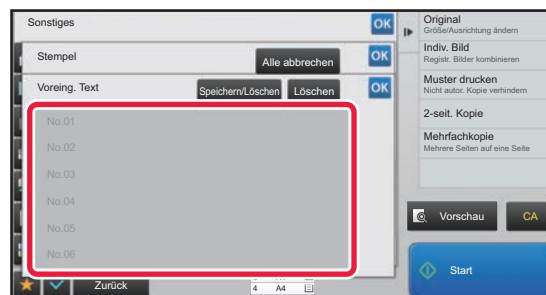 Sonstiges
OK
Stempel
Alle abbrechen
OK
Voreing. Text
Speichern/Löschen
Löschen
OK
No.01
No.02
No.03
No.04
No.05
No.06
Zurück
4 A4
Original
Größe/Ausrichtung ändern
Indiv. Bild
Registr. Bilder kombinieren
Muster drucken
Nicht autor. Kopie verhindern
2-seit. Kopie
Mehrfachkopie
Mehrere Seiten auf eine Seite
Vorschau
CA
Start